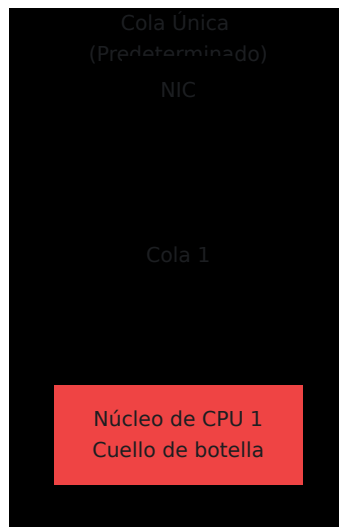 Cola Única
(Predeterminado)
NIC
Cola 1
Núcleo de CPU 1
Cuello de botella